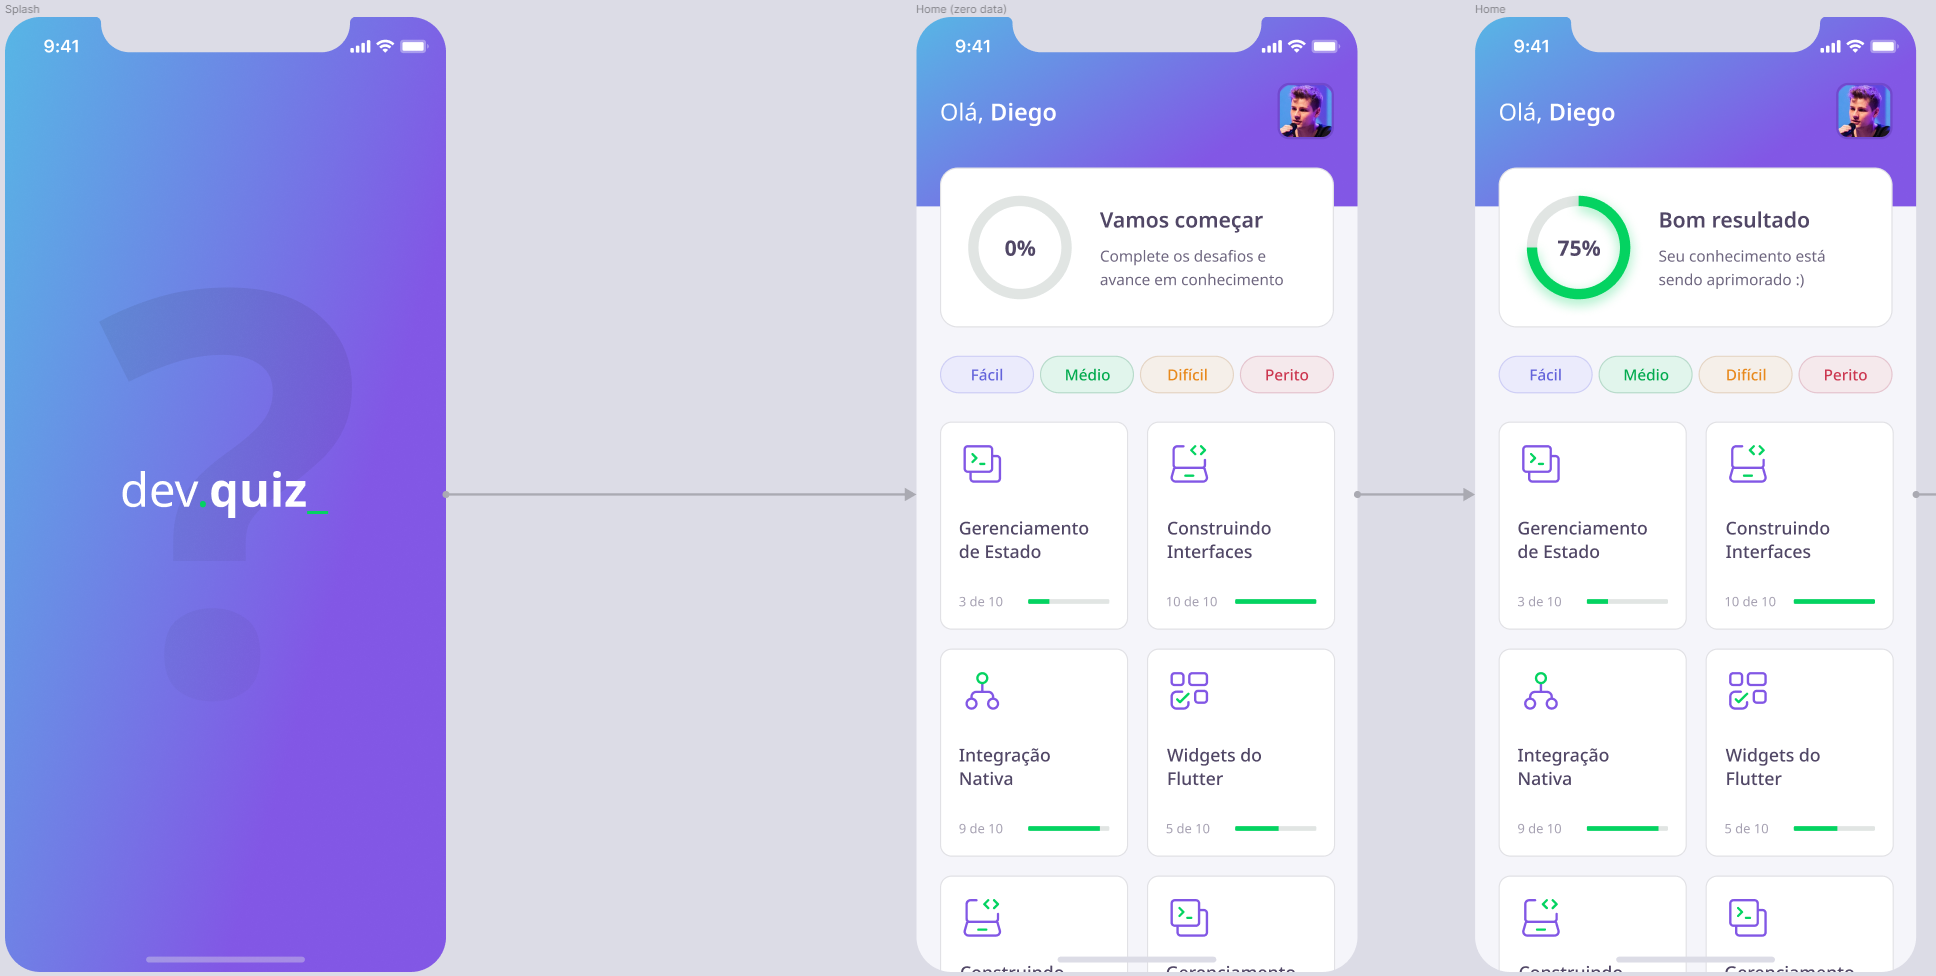 Splash
9:41
dev.quiz_
Home (zero data)
9:41
Olá, Diego
0%
Vamos começar
Complete os desafios e
avance em conhecimento
Fácil
Médio
Difícil
Perito
Gerenciamento
de Estado
3 de 10
Construindo
Interfaces
10 de 10
Integração
Nativa
9 de 10
Widgets do
Flutter
5 de 10
Construindo
Gerenciamento
Home
9:41
Olá, Diego
75%
Bom resultado
Seu conhecimento está
sendo aprimorado :)
Fácil
Médio
Difícil
Perito
Gerenciamento
de Estado
3 de 10
Construindo
Interfaces
10 de 10
Integração
Nativa
9 de 10
Widgets do
Flutter
5 de 10
Construindo
Gerenciamento